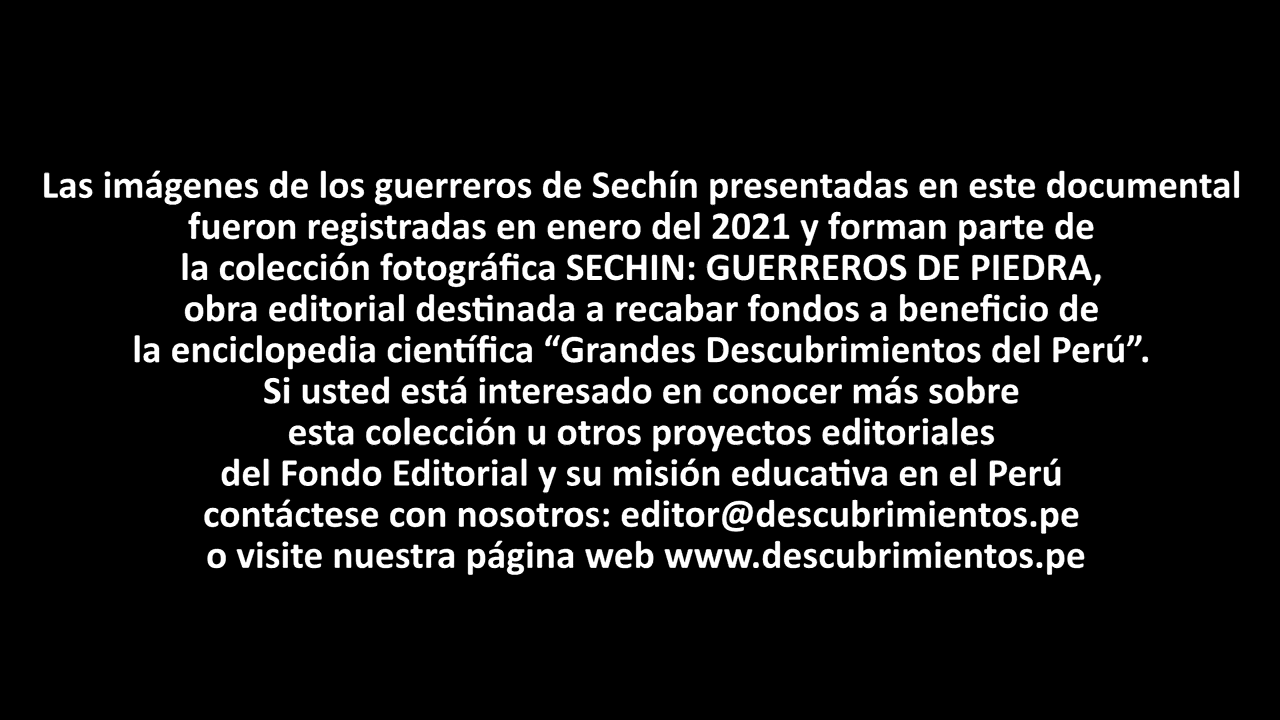 Las imágenes de los guerreros de Sechín presentadas en este documental
fueron registradas en enero del 2021 y forman parte de
la colección fotográfica SECHIN: GUERREROS DE PIEDRA,
obra editorial destinada a recabar fondos a beneficio de
la enciclopedia científica “Grandes Descubrimientos del Perú”.
Si usted está interesado en conocer más sobre
esta colección u otros proyectos editoriales
del Fondo Editorial y su misión educativa en el Perú
contáctese con nosotros: editor@descubrimientos.pe
o visite nuestra página web www.descubrimientos.pe